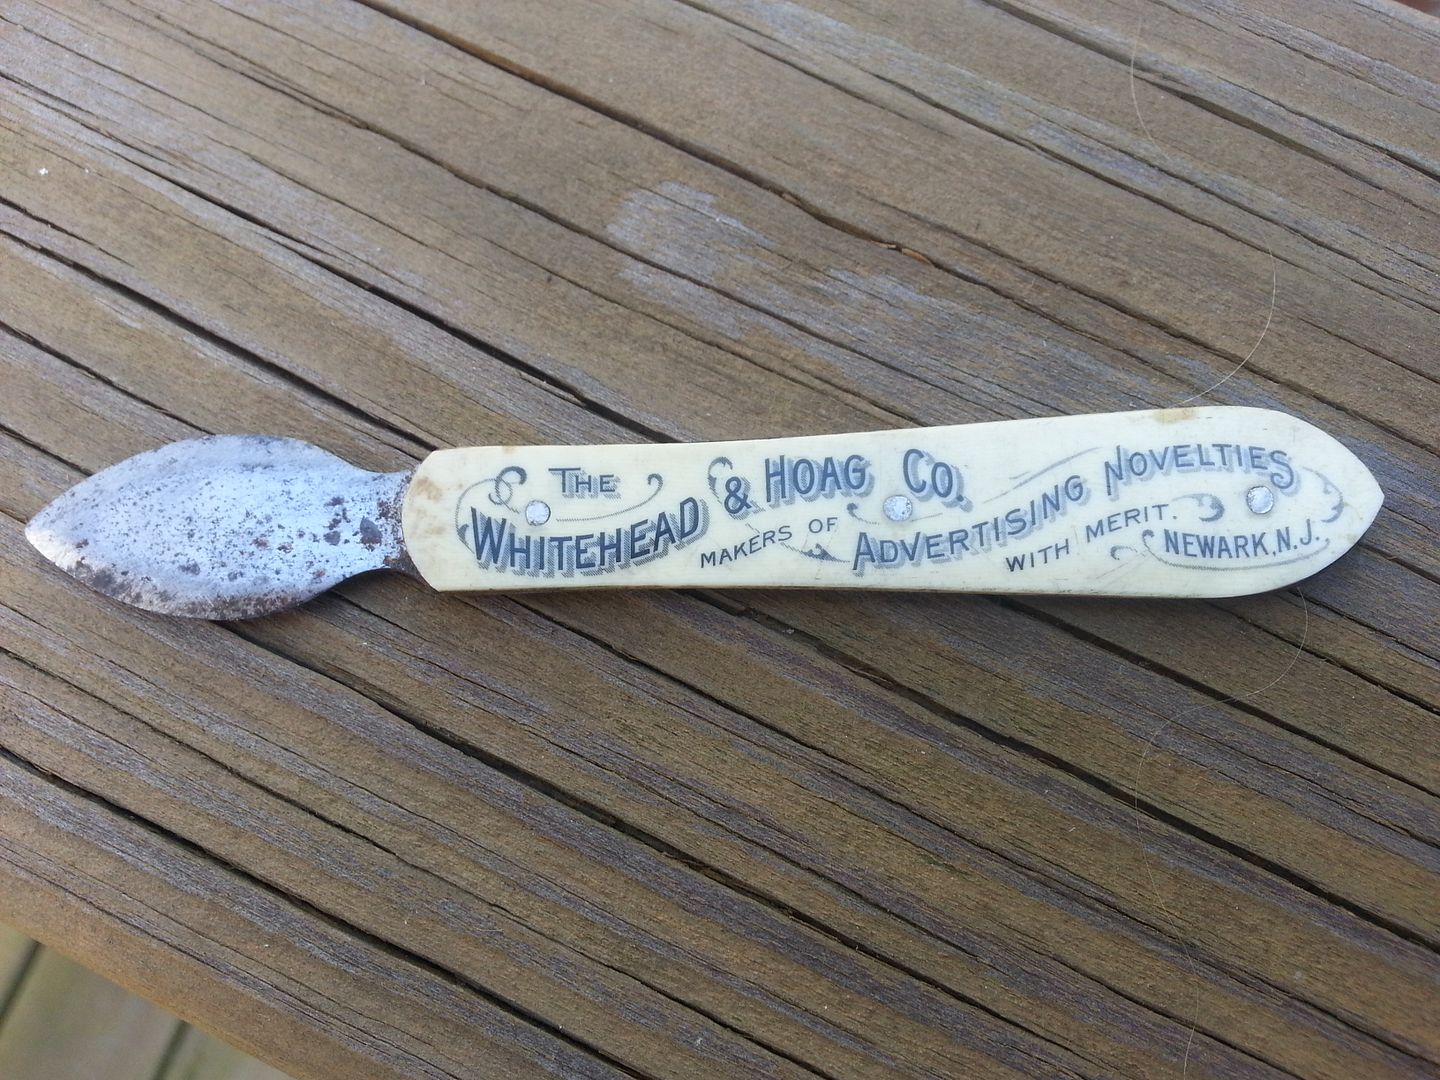 THE
WHITEHEAD & HOAG CO.
MAKERS OF
ADVERTISING NOVELTIES
WITH MERIT.
NEWARK, N.J.